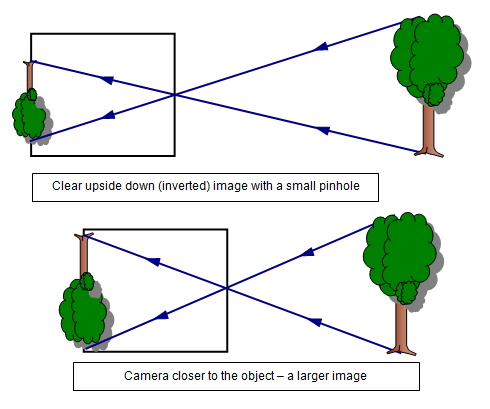 Clear upside down (inverted) image with a small pinhole
Camera closer to the object – a larger image